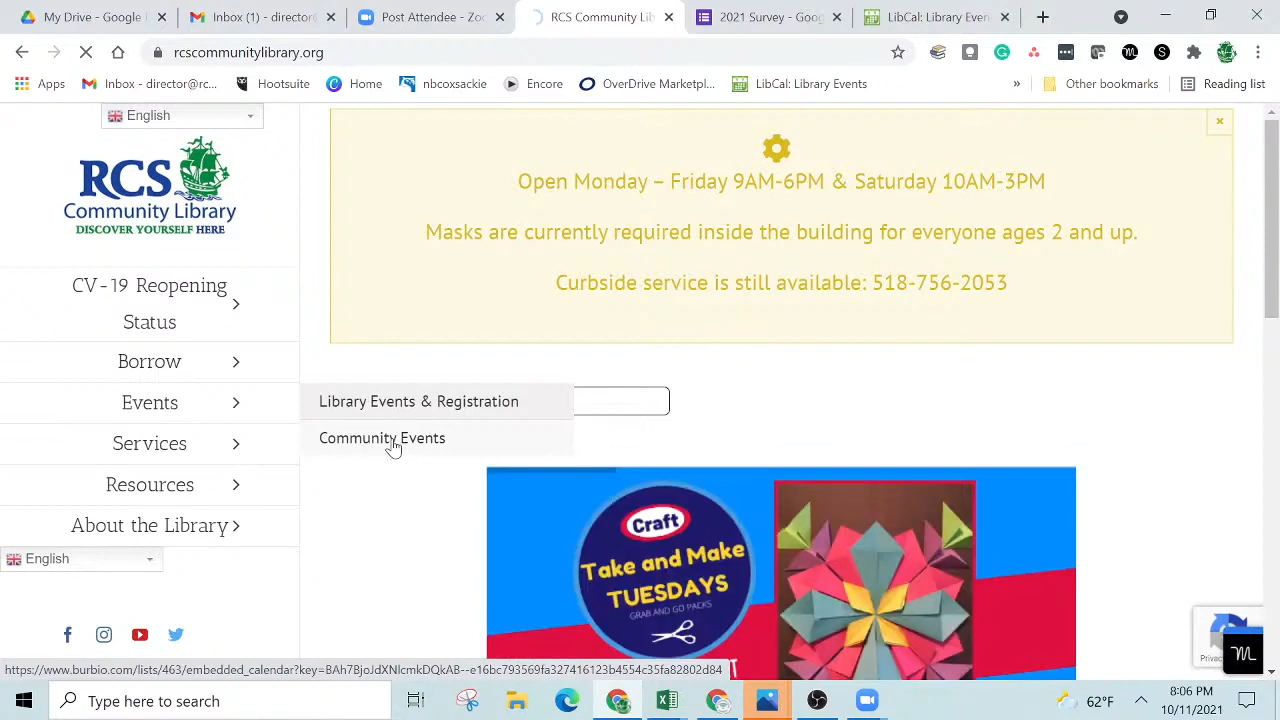 My Drive - Google
Inbox (1) - director
Post Attende - Zo
RCS Community L
2021 Survey - Goog
LibCal: Library Even
rcscommunitylibrary.org
Apps
Inbox - director@rc...
Hootsuite
Home
nbcoxsackie
Encore
OverDrive Marketpl...
LibCal: Library Events
»
Other bookmarks
Reading list
English
RCS
Community Library
DISCOVER YOURSELF HERE
Open Monday – Friday 9AM-6PM & Saturday 10AM-3PM
Masks are currently required inside the building for everyone ages 2 and up.
Curbside service is still available: 518-756-2053
CV-19 Reopening
Status
Borrow
Events
Library Events & Registration
Community Events
Services
Resources
About the Library
English
Craft
Take and Make
TUESDAYS
GRAB AND GO PACKS
https://www.burbio.com/lists/463/embedded_calendar?key=BAh7BjoJdXNlcmkDQkAB--e16bc793569fa327416123b4554c35fa82802d84
Type here to search
62°F
8:06 PM
10/11/2021